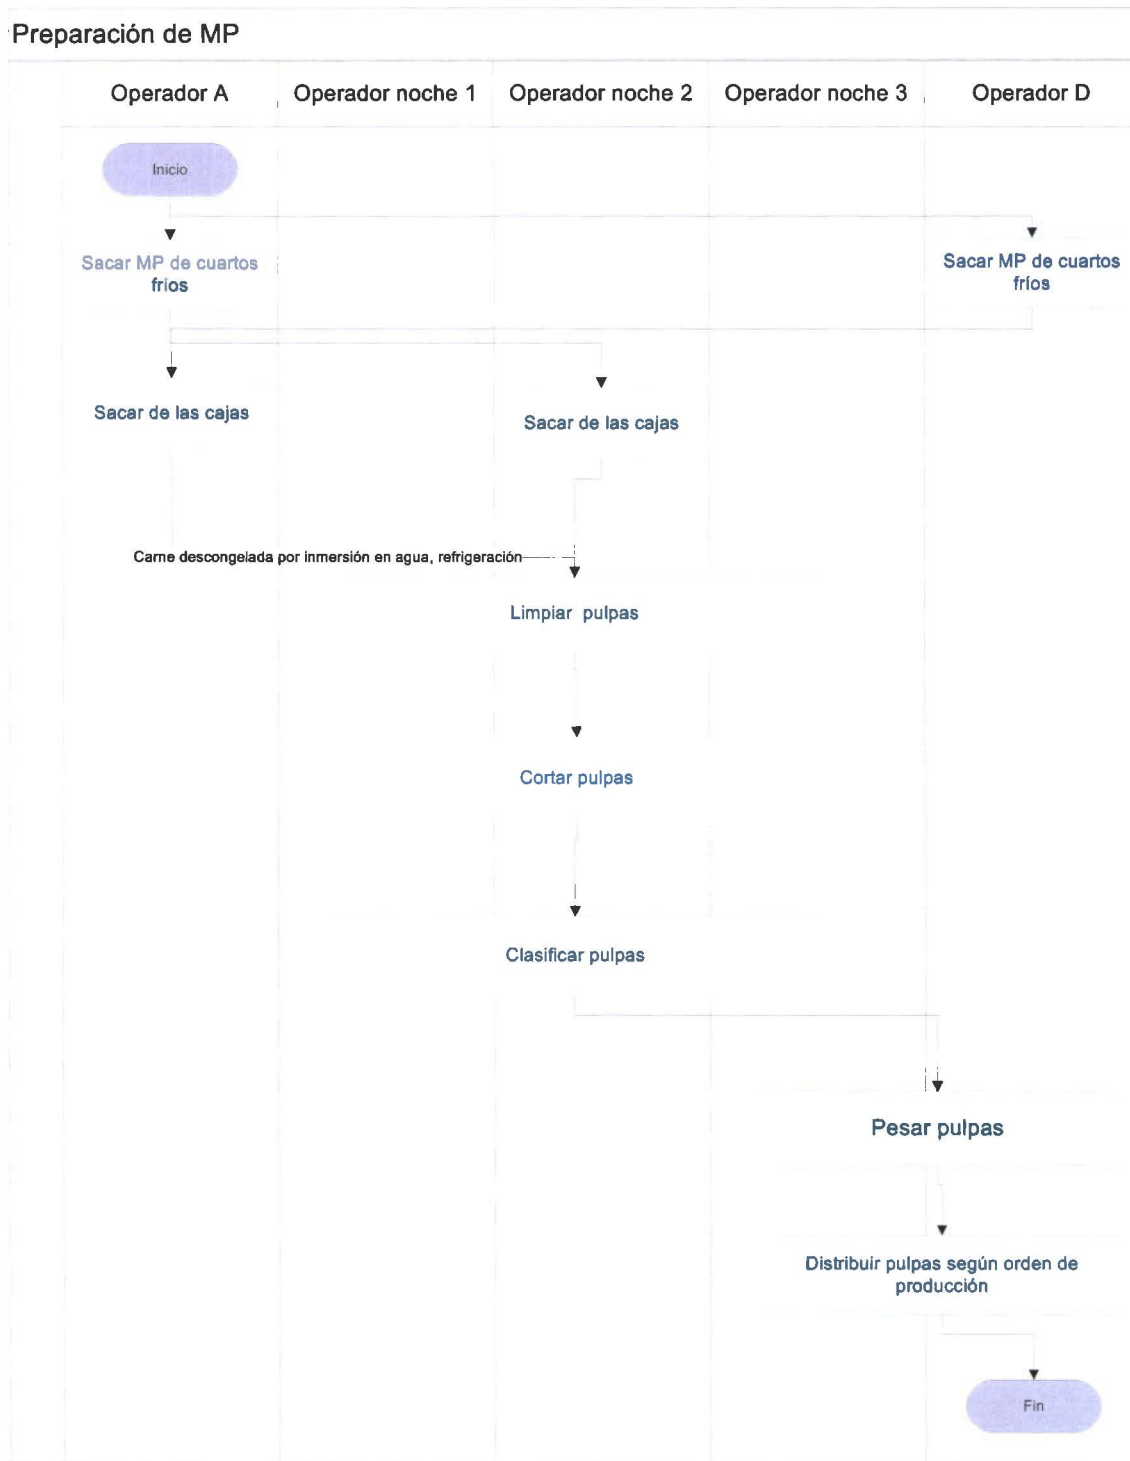 Preparación de MP
Operador A
Operador noche 1
Operador noche 2
Operador noche 3
Operador D
Inicio
Sacar MP de cuartos
frios
Sacar MP de cuartos
fríos
Sacar de las cajas
Sacar de las cajas
Carne descongelada por inmersión en agua, refrigeración
Limpiar pulpas
Cortar pulpas
Clasificar pulpas
Pesar pulpas
Distribuir pulpas según orden de
producción
Fin